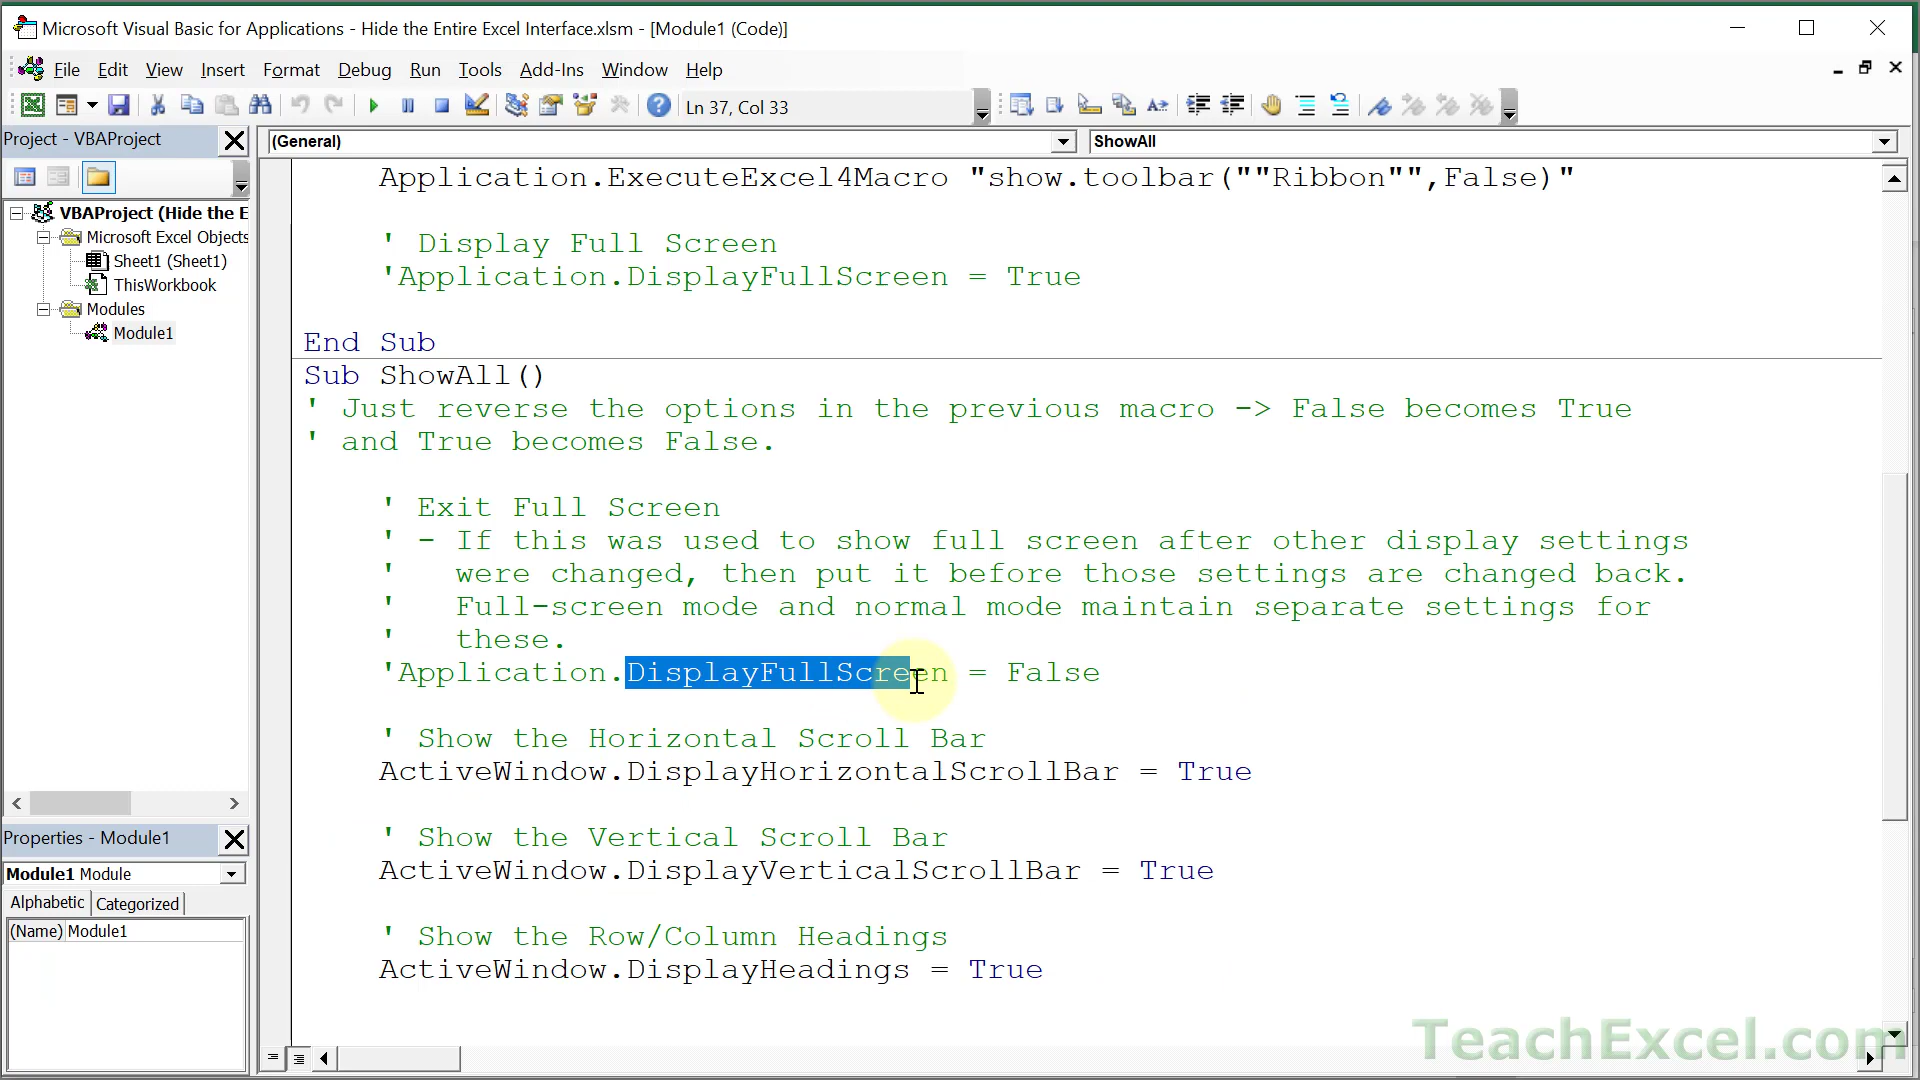 Microsoft Visual Basic for Applications - Hide the Entire Excel Interface.xlsm - [Module1 (Code)]
File Edit View Insert Format Debug Run Tools Add-Ins Window Help
Ln 37, Col 33
Project - VBAProject
(General)
ShowAll
VBAProject (Hide the E
Microsoft Excel Objects
Sheet1 (Sheet1)
ThisWorkbook
Modules
Module1
Application.ExecuteExcel4Macro "show.toolbar(""Ribbon"",False)"
' Display Full Screen
'Application.DisplayFullScreen = True
End Sub
Sub ShowAll()
' Just reverse the options in the previous macro -> False becomes True
' and True becomes False.
' Exit Full Screen
' - If this was used to show full screen after other display settings
'   were changed, then put it before those settings are changed back.
'   Full-screen mode and normal mode maintain separate settings for
'   these.
'Application.DisplayFullScreen = False
' Show the Horizontal Scroll Bar
ActiveWindow.DisplayHorizontalScrollBar = True
' Show the Vertical Scroll Bar
ActiveWindow.DisplayVerticalScrollBar = True
' Show the Row/Column Headings
ActiveWindow.DisplayHeadings = True
Properties - Module1
Module1 Module
Alphabetic Categorized
(Name) Module1
TeachExcel.com